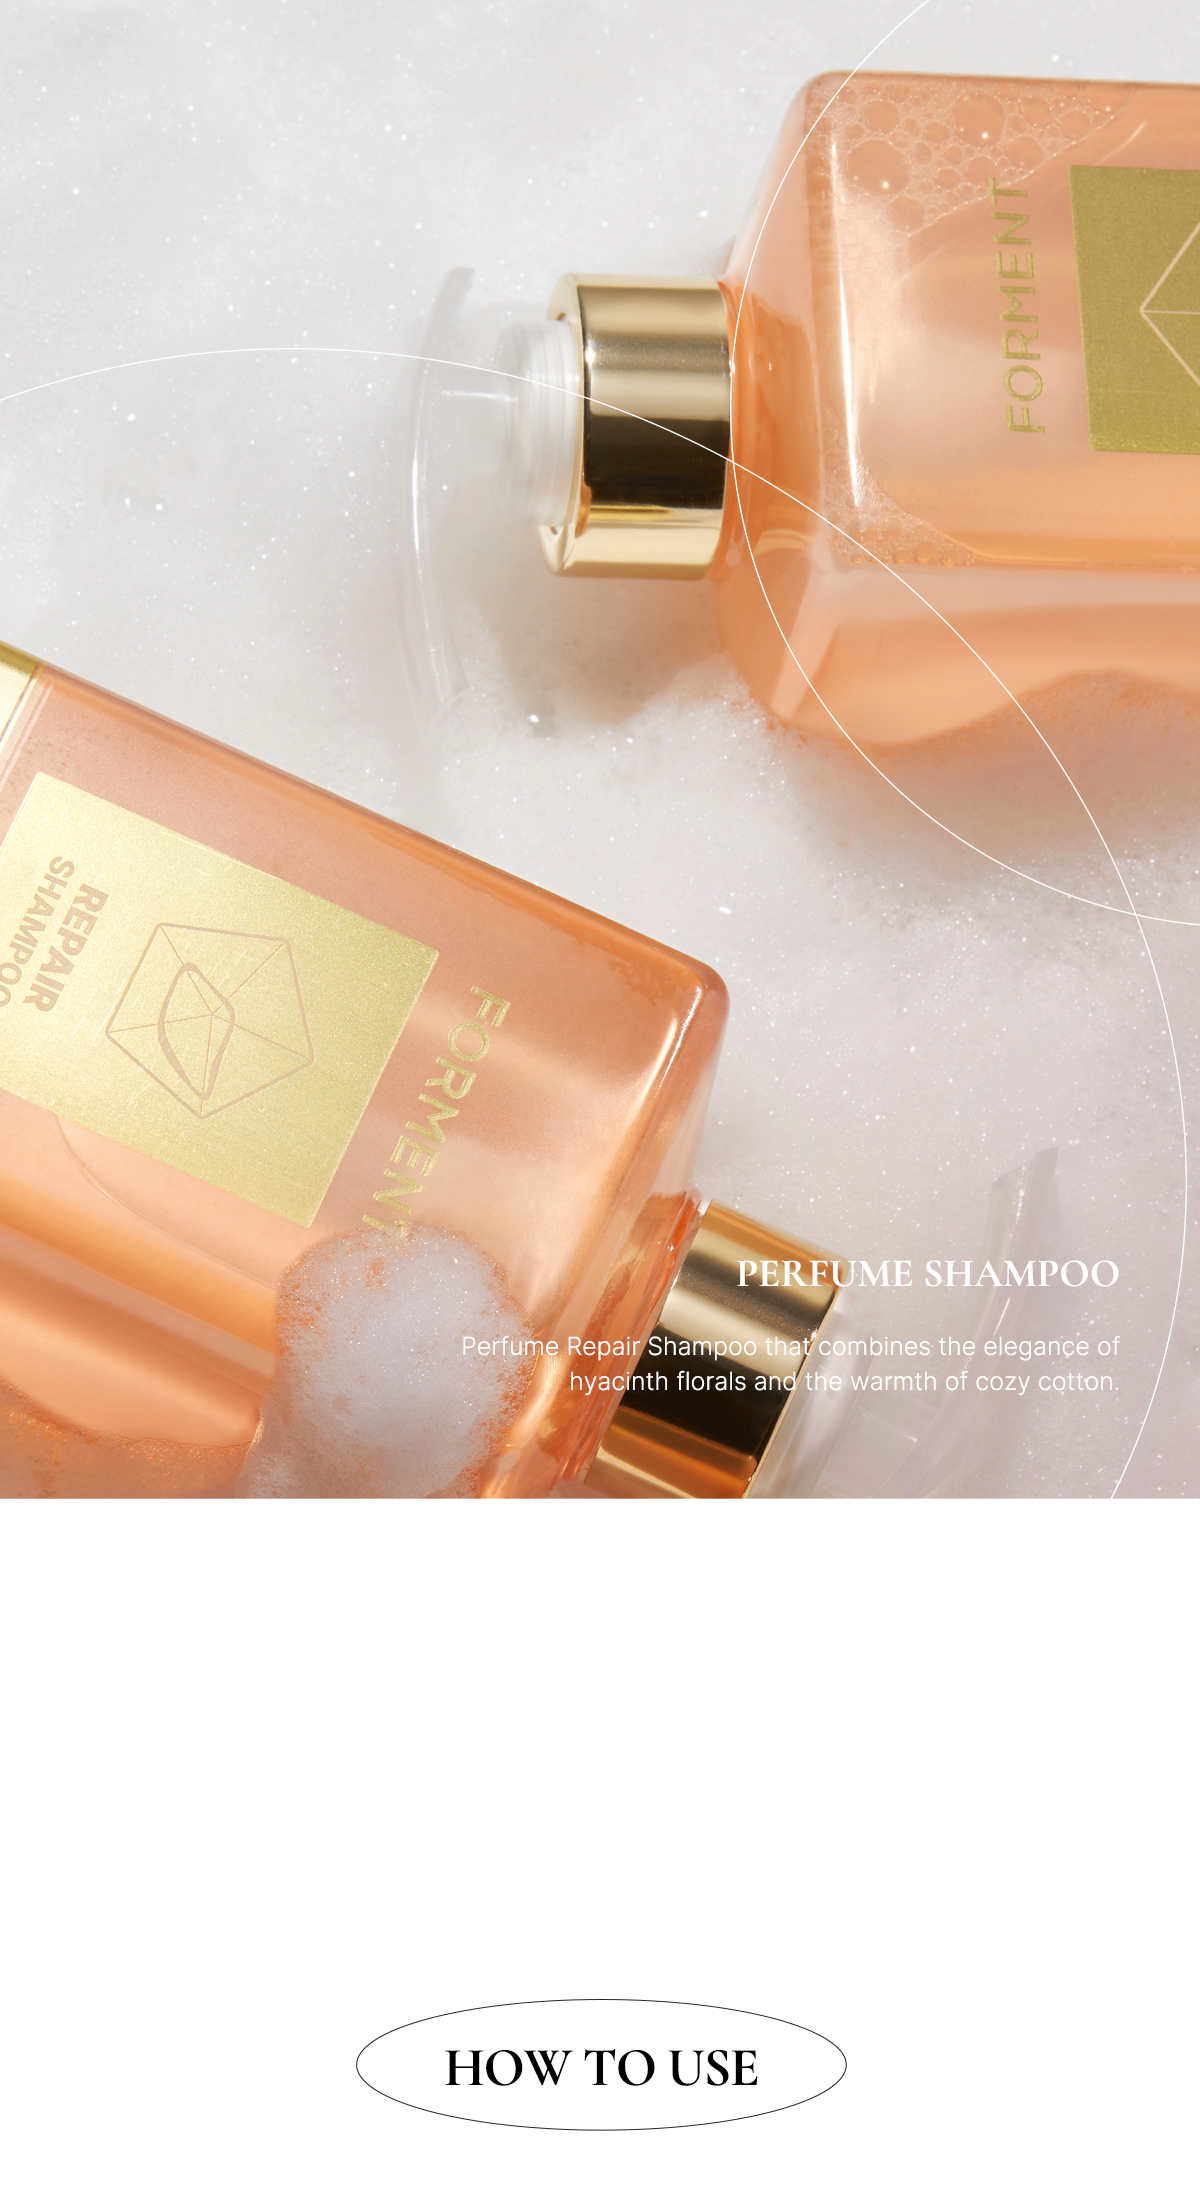 FORMENT
FORMENT
REPAIR
SHAMPOO
PERFUME SHAMPOO
Perfume Repair Shampoo that combines the elegance of
hyacinth florals and the warmth of cozy cotton.
HOW TO USE